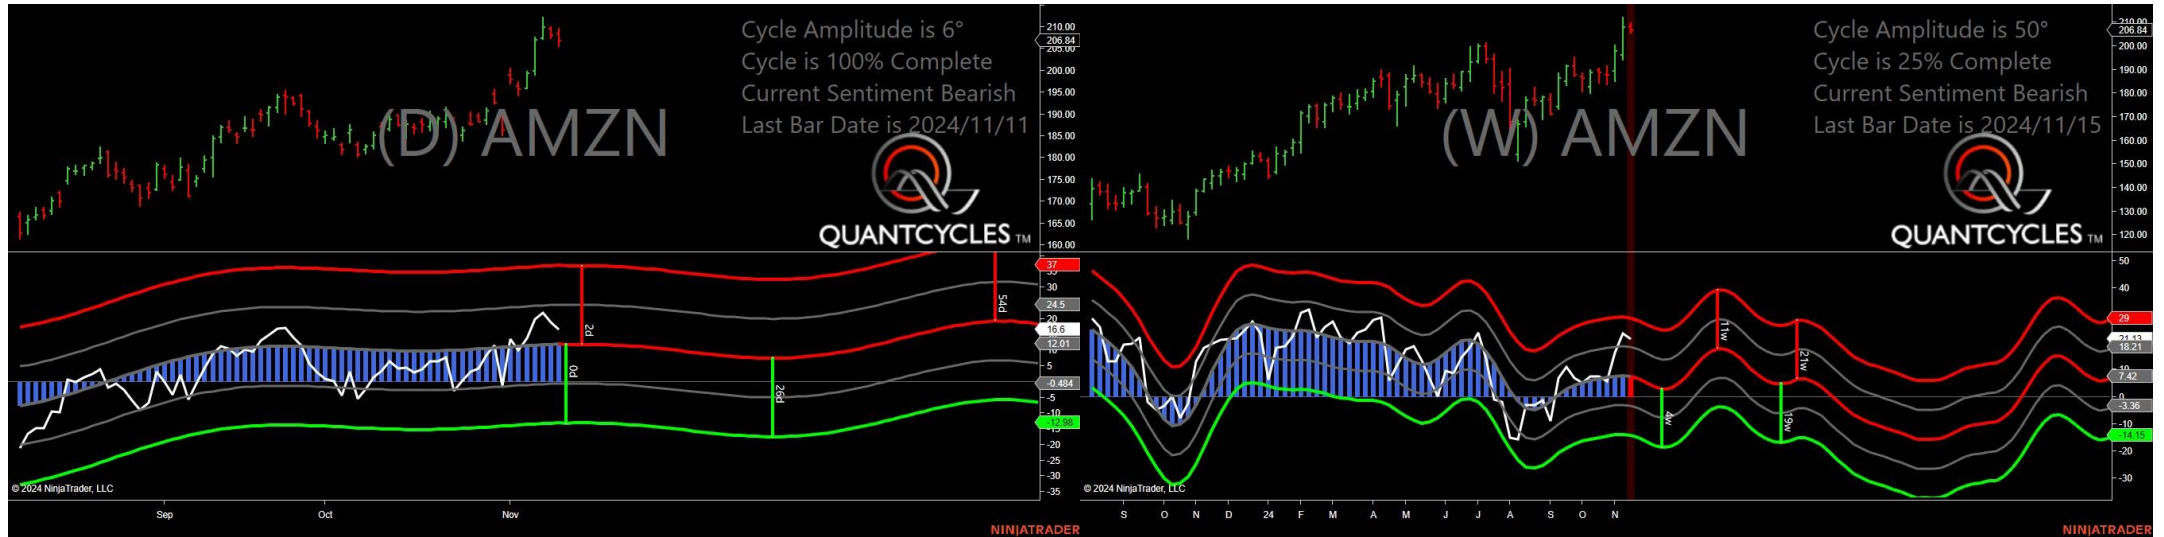 Cycle Amplitude is 6°
Cycle is 100% Complete
Current Sentiment Bearish
Last Bar Date is 2024/11/11
(D) AMZN
QUANTCYCLES TM
210.00
206.84
205.00
200.00
195.00
190.00
185.00
180.00
175.00
170.00
165.00
160.00
37
30
24.5
20
16.6
12.01
5
-0.484
-5
-10
-12.98
-20
-25
-30
-35
2d
0d
26d
54d
© 2024 NinjaTrader, LLC
Sep Oct Nov
NINJATRADER
Cycle Amplitude is 50°
Cycle is 25% Complete
Current Sentiment Bearish
Last Bar Date is 2024/11/15
(W) AMZN
QUANTCYCLES TM
210.00
206.84
200.00
190.00
180.00
170.00
160.00
150.00
140.00
130.00
120.00
50
40
29
21.13
18.21
10
7.42
0
-3.36
-10
-14.15
-20
-30
4w
11w
19w
21w
© 2024 NinjaTrader, LLC
S O N D 24 F M A M J J A S O N
NINJATRADER